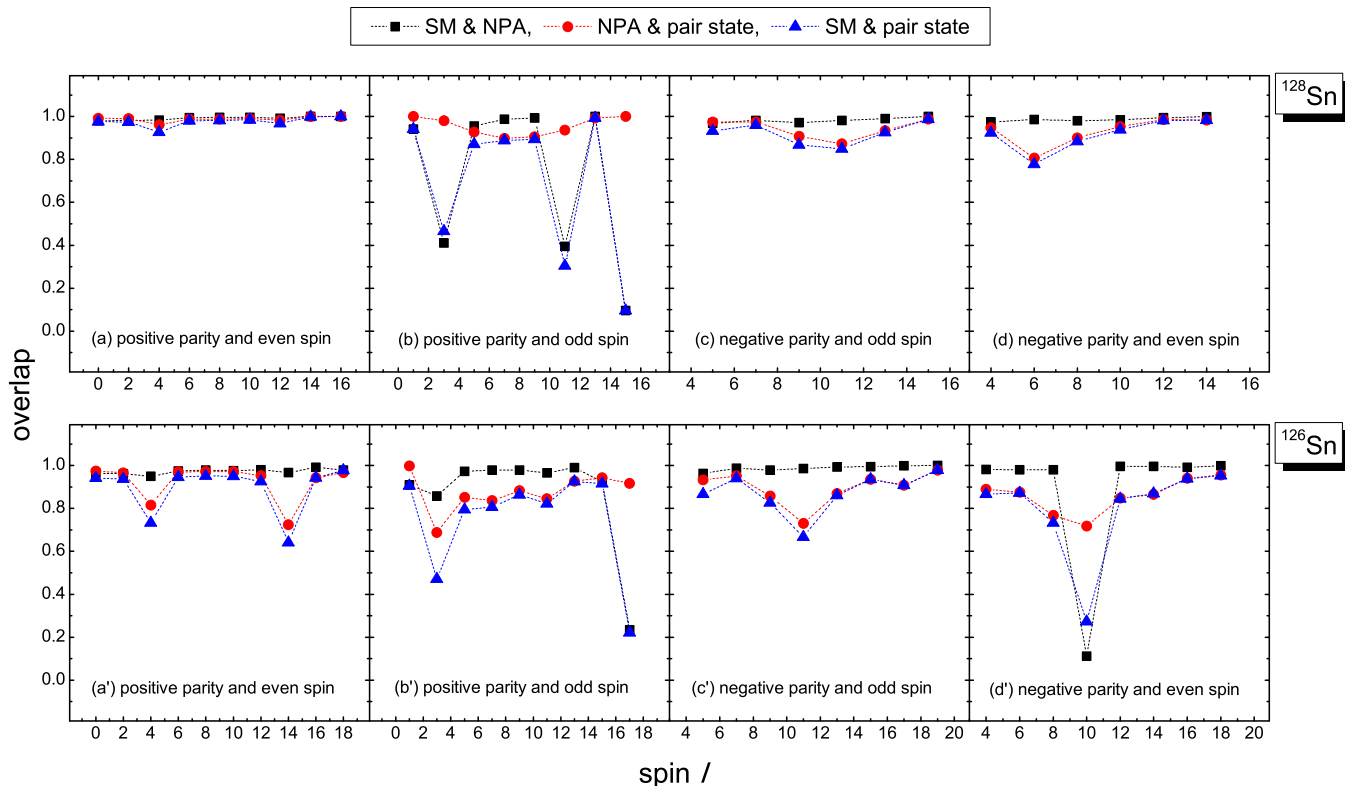 SM & NPA, NPA & pair state, SM & pair state
¹²⁸Sn
1.0
0.8
0.6
0.4
0.2
0.0
(a) positive parity and even spin
(b) positive parity and odd spin
(c) negative parity and odd spin
(d) negative parity and even spin
0 2 4 6 8 10 12 14 16
0 2 4 6 8 10 12 14 16 18
4 6 8 10 12 14 16 18
4 6 8 10 12 14 16
overlap
¹²⁶Sn
1.0
0.8
0.6
0.4
0.2
0.0
(a') positive parity and even spin
(b') positive parity and odd spin
(c') negative parity and odd spin
(d') negative parity and even spin
0 2 4 6 8 10 12 14 16 18
0 2 4 6 8 10 12 14 16 18
4 6 8 10 12 14 16 18 20
4 6 8 10 12 14 16 18 20
spin I